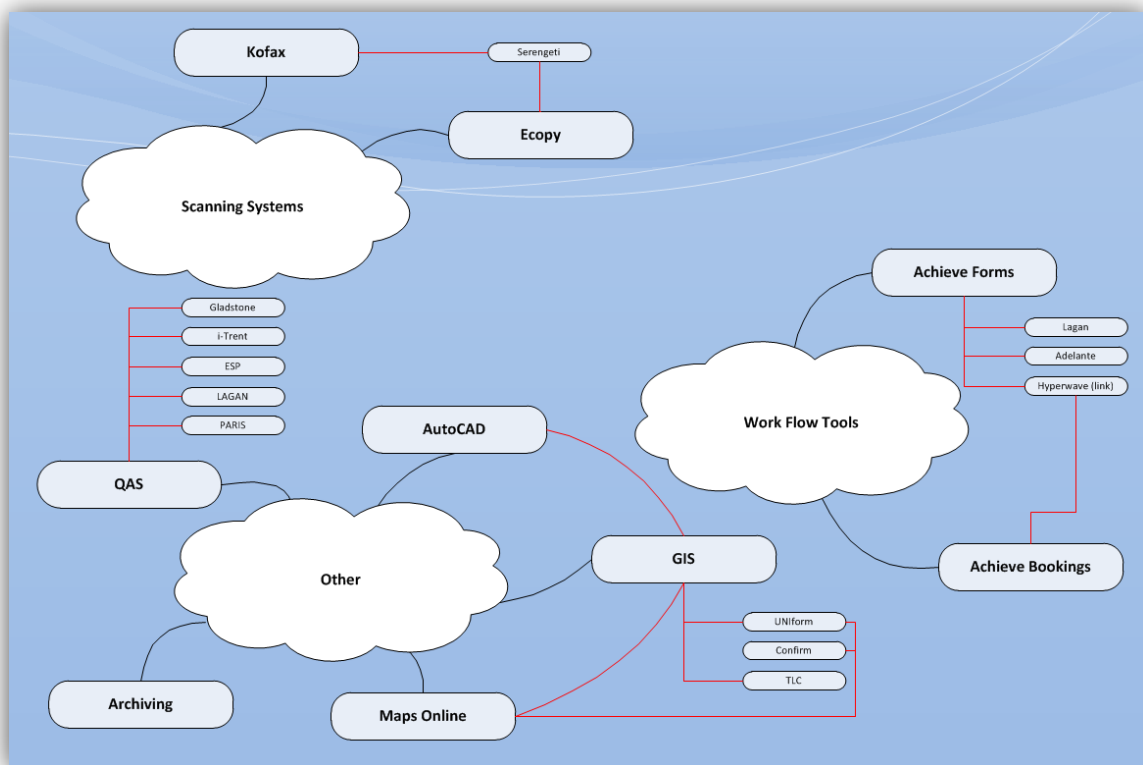 Kofax
Serengeti
Ecopy
Scanning Systems
Achieve Forms
Gladstone
Lagan
i-Trent
Adelante
ESP
Hyperwave (link)
LAGAN
PARIS
AutoCAD
Work Flow Tools
QAS
GIS
Achieve Bookings
Other
UNIform
Confirm
TLC
Archiving
Maps Online